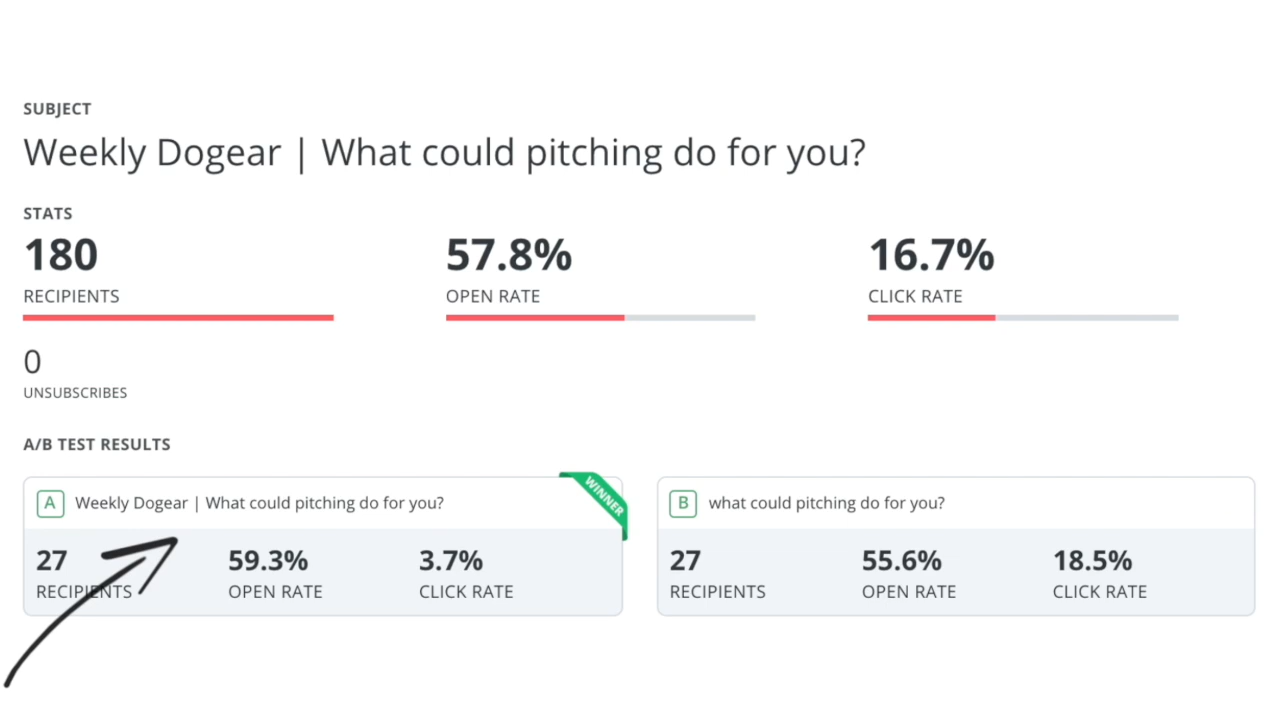 SUBJECT
Weekly Dogear | What could pitching do for you?
STATS
180 57.8% 16.7%
RECIPIENTS OPEN RATE CLICK RATE
0
UNSUBSCRIBES
A/B TEST RESULTS
A Weekly Dogear | What could pitching do for you? WINNER
27 59.3% 3.7%
RECIPIENTS OPEN RATE CLICK RATE
B what could pitching do for you?
27 55.6% 18.5%
RECIPIENTS OPEN RATE CLICK RATE